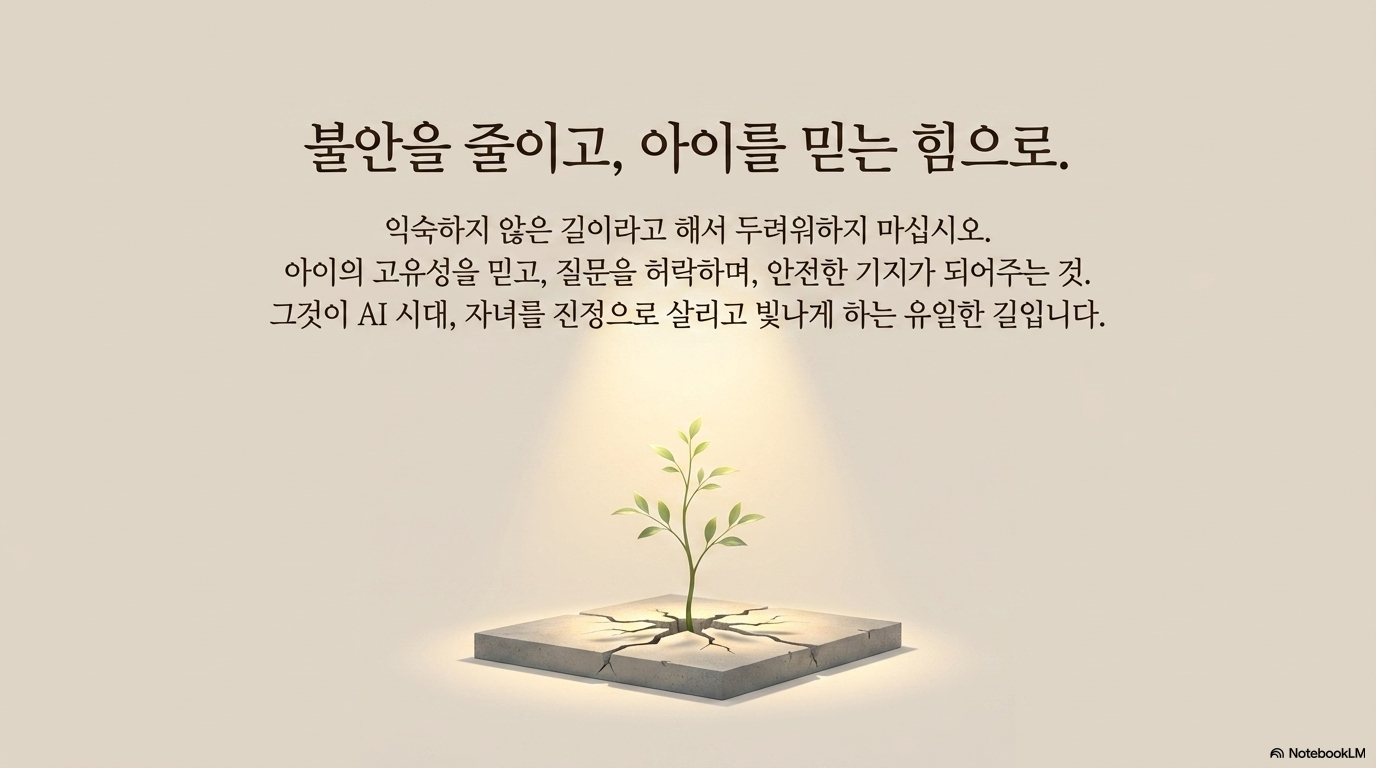 불안을 줄이고, 아이를 믿는 힘으로.
익숙하지 않은 길이라고 해서 두려워하지 마십시오.
아이의 고유성을 믿고, 질문을 허락하며, 안전한 기지가 되어주는 것.
그것이 AI 시대, 자녀를 진정으로 살리고 빛나게 하는 유일한 길입니다.
NotebookLM